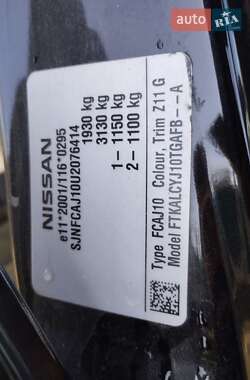 AUTO
RIA
NISSAN
e11*2001/116*0295
SJNFCAJ10U2076414
1930 kg
3130 kg
1 – 1150 kg
2 – 1100 kg
Type FCAJ10 Colour, Trim Z11 G
Model FTKALCVJ10TGAFB---A